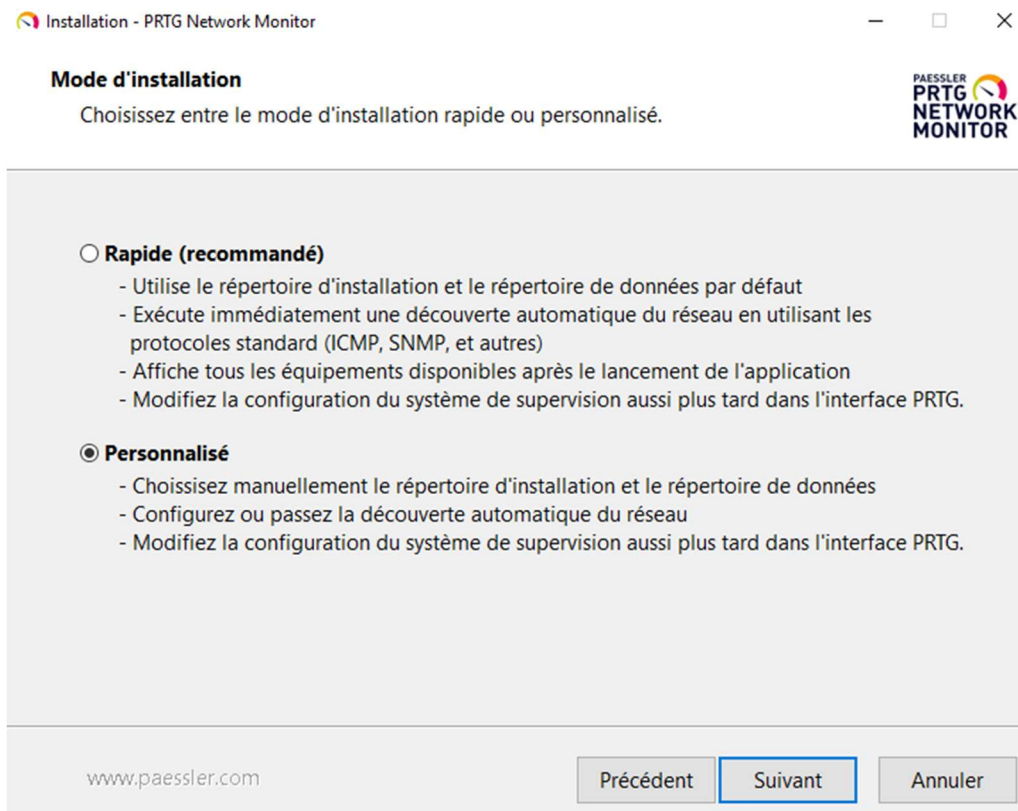 Installation - PRTG Network Monitor
Mode d'installation
Choisissez entre le mode d'installation rapide ou personnalisé.
PAESSLER
PRTG
NETWORK
MONITOR
Rapide (recommandé)
- Utilise le répertoire d'installation et le répertoire de données par défaut
- Exécute immédiatement une découverte automatique du réseau en utilisant les
protocoles standard (ICMP, SNMP, et autres)
- Affiche tous les équipements disponibles après le lancement de l'application
- Modifiez la configuration du système de supervision aussi plus tard dans l'interface PRTG.
Personnalisé
- Choissisez manuellement le répertoire d'installation et le répertoire de données
- Configurez ou passez la découverte automatique du réseau
- Modifiez la configuration du système de supervision aussi plus tard dans l'interface PRTG.
www.paessler.com
Précédent
Suivant
Annuler